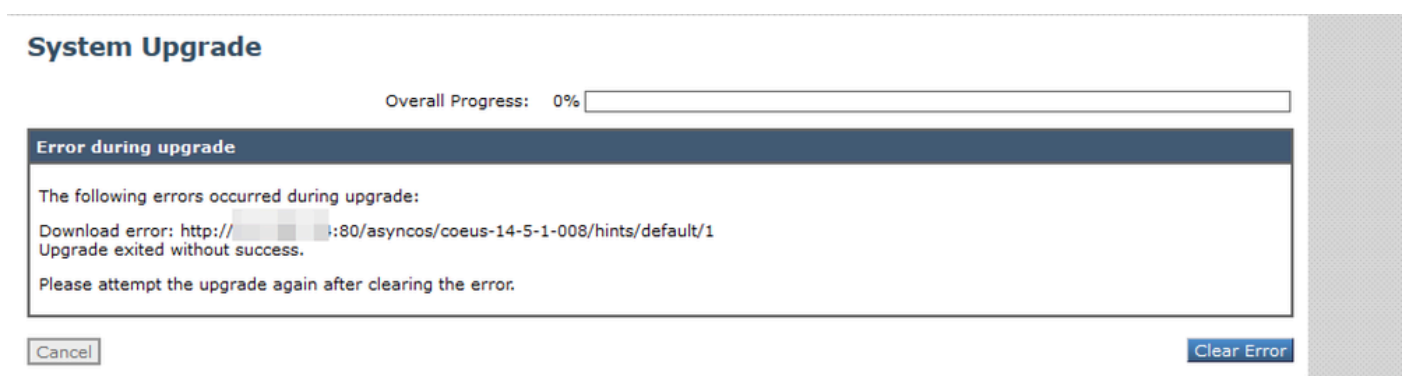 System Upgrade
Overall Progress: 0%
Error during upgrade
The following errors occurred during upgrade:
Download error: http:// :80/asyncos/coeus-14-5-1-008/hints/default/1
Upgrade exited without success.
Please attempt the upgrade again after clearing the error.
Cancel
Clear Error